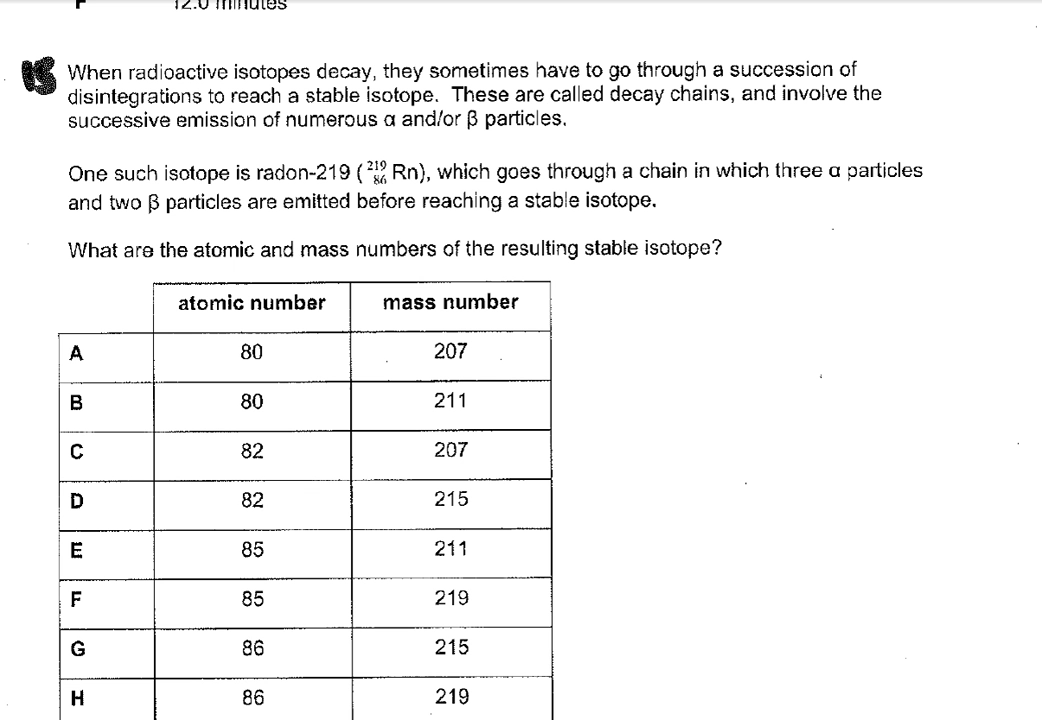 F 12.0 minutes
15 When radioactive isotopes decay, they sometimes have to go through a succession of
disintegrations to reach a stable isotope. These are called decay chains, and involve the
successive emission of numerous α and/or β particles.
One such isotope is radon-219 ( ²¹⁹₈₆ Rn), which goes through a chain in which three α particles
and two β particles are emitted before reaching a stable isotope.
What are the atomic and mass numbers of the resulting stable isotope?
atomic number mass number
A 80 207
B 80 211
C 82 207
D 82 215
E 85 211
F 85 219
G 86 215
H 86 219